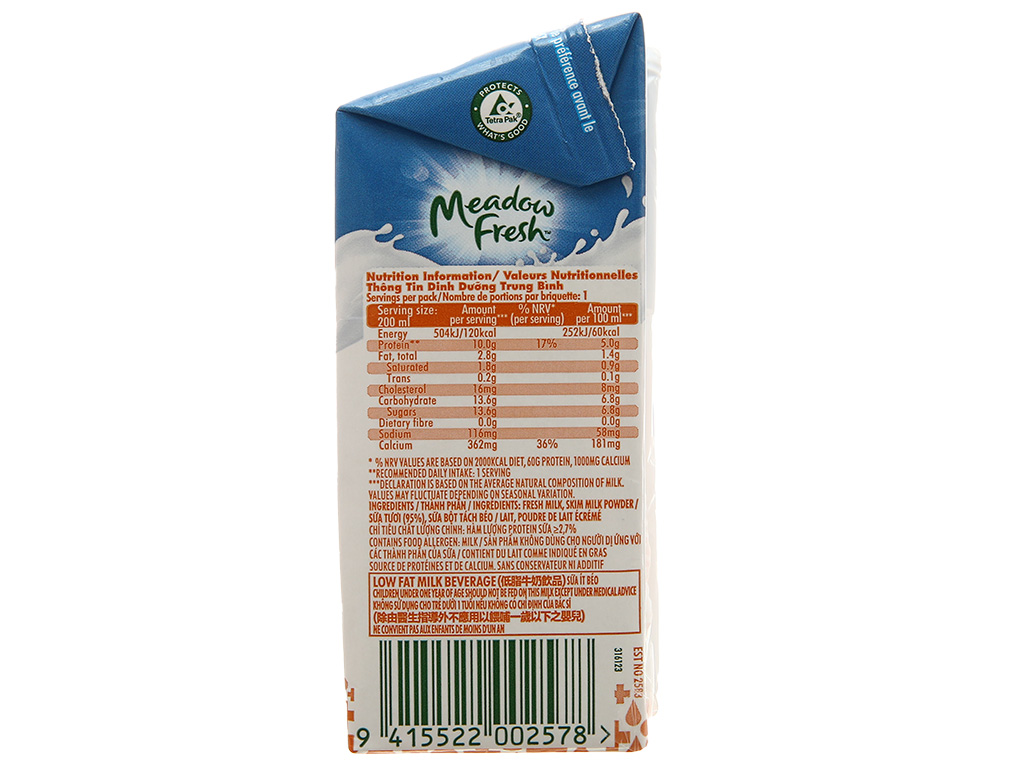 préférence avant le
PROTECTS
Tetra Pak®
WHAT'S GOOD
Meadow
Fresh™
Nutrition Information/ Valeurs Nutritionnelles
Thông Tin Dinh Dưỡng Trung Bình
Servings per pack/Nombre de portions par briquette: 1
Serving size: 200 ml Amount per serving*** % NRV* (per serving) Amount per 100 ml***
Energy 504kJ/120kcal 252kJ/60kcal
Protein** 10.0g 17% 5.0g
Fat, total 2.8g 1.4g
Saturated 1.8g 0.9g
Trans 0.2g 0.1g
Cholesterol 16mg 8mg
Carbohydrate 13.6g 6.8g
Sugars 13.6g 6.8g
Dietary fibre 0.0g 0.0g
Sodium 116mg 58mg
Calcium 362mg 36% 181mg
* % NRV VALUES ARE BASED ON 2000KCAL DIET, 60G PROTEIN, 1000MG CALCIUM
**RECOMMENDED DAILY INTAKE: 1 SERVING
***DECLARATION IS BASED ON THE AVERAGE NATURAL COMPOSITION OF MILK.
VALUES MAY FLUCTUATE DEPENDING ON SEASONAL VARIATION.
INGREDIENTS / THÀNH PHẦN / INGRÉDIENTS: FRESH MILK, SKIM MILK POWDER /
SỮA TƯƠI (95%), SỮA BỘT TÁCH BÉO / LAIT, POUDRE DE LAIT ÉCRÉMÉ
CHỈ TIÊU CHẤT LƯỢNG CHÍNH: HÀM LƯỢNG PROTEIN SỮA ≥2,7%
CONTAINS FOOD ALLERGEN: MILK / SẢN PHẨM KHÔNG DÙNG CHO NGƯỜI DỊ ỨNG VỚI
CÁC THÀNH PHẦN CỦA SỮA / CONTIENT DU LAIT COMME INDIQUÉ EN GRAS
SOURCE DE PROTÉINES ET DE CALCIUM. SANS CONSERVATEUR NI ADDITIF
LOW FAT MILK BEVERAGE (低脂牛奶飲品) SỮA ÍT BÉO
CHILDREN UNDER ONE YEAR OF AGE SHOULD NOT BE FED ON THIS MILK EXCEPT UNDER MEDICAL ADVICE
KHÔNG SỬ DỤNG CHO TRẺ DƯỚI 1 TUỔI NẾU KHÔNG CÓ CHỈ ĐỊNH CỦA BÁC SĨ
(除由醫生指導外不應用以餵哺一歲以下之嬰兒)
NE CONVIENT PAS AUX ENFANTS DE MOINS D'UN AN
316123
EST NO 2583
9 415522 002578 >